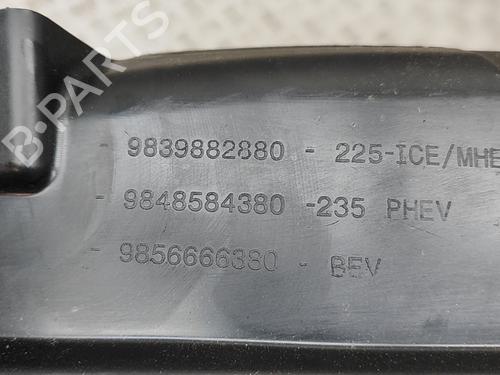 B-PARTS
- 9839882880 - 225-ICE/MHE
- 9848584380 -235 PHEV
- 9856666380 - BEV